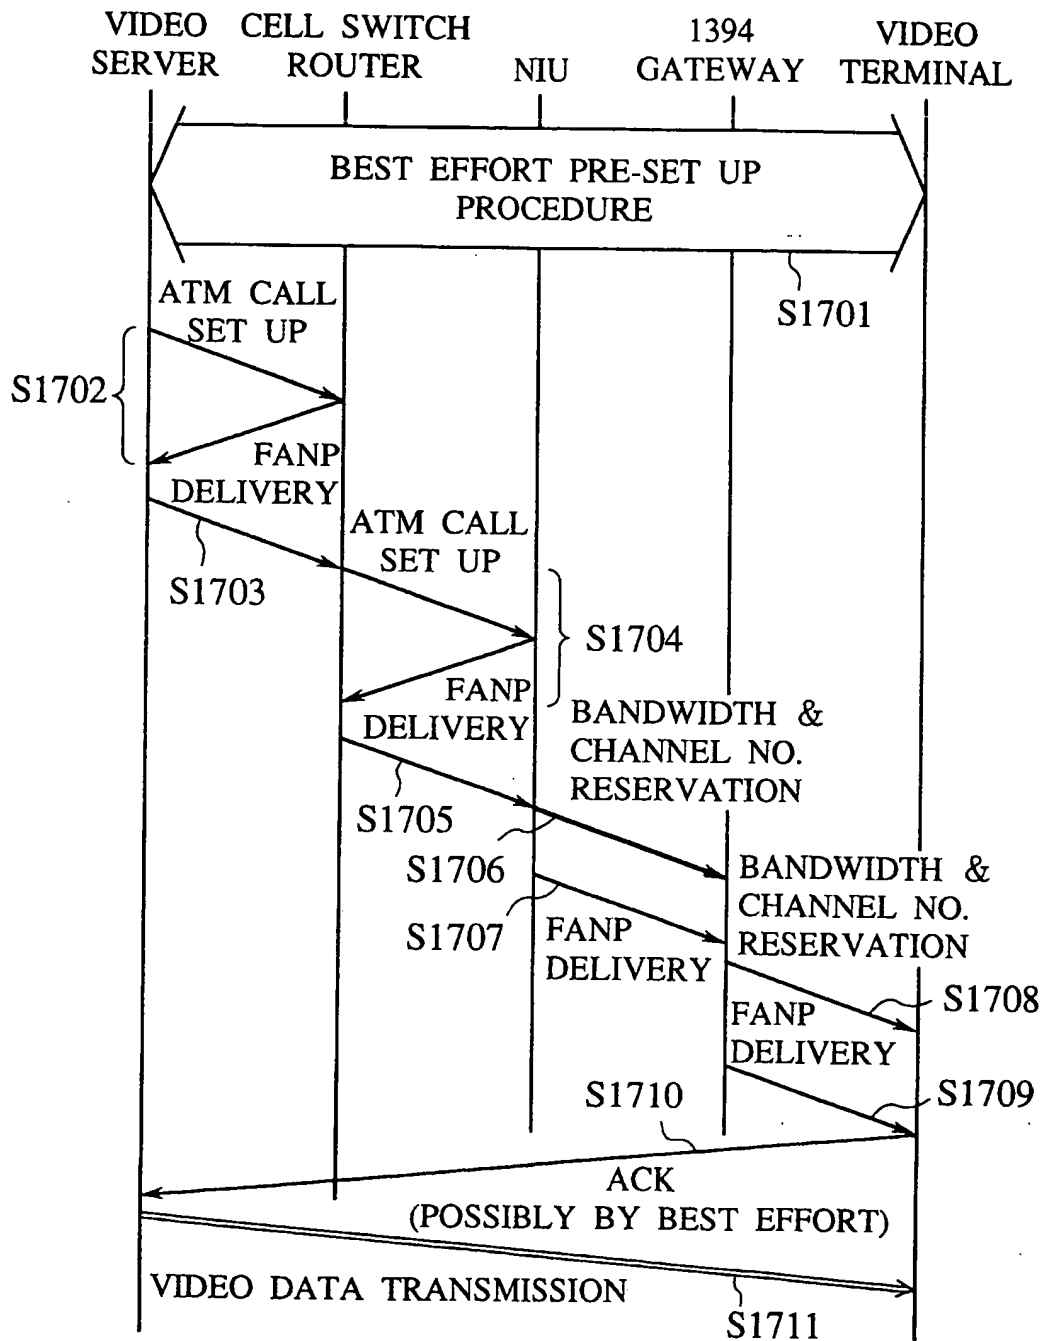 VIDEO
SERVER
CELL SWITCH
ROUTER
NIU
1394
GATEWAY
VIDEO
TERMINAL
BEST EFFORT PRE-SET UP
PROCEDURE
S1701
ATM CALL
SET UP
S1702
FANP
DELIVERY
S1703
ATM CALL
SET UP
S1704
FANP
DELIVERY
S1705
BANDWIDTH &
CHANNEL NO.
RESERVATION
S1706
S1707
FANP
DELIVERY
BANDWIDTH &
CHANNEL NO.
RESERVATION
S1708
FANP
DELIVERY
S1709
S1710
ACK
(POSSIBLY BY BEST EFFORT)
VIDEO DATA TRANSMISSION
S1711